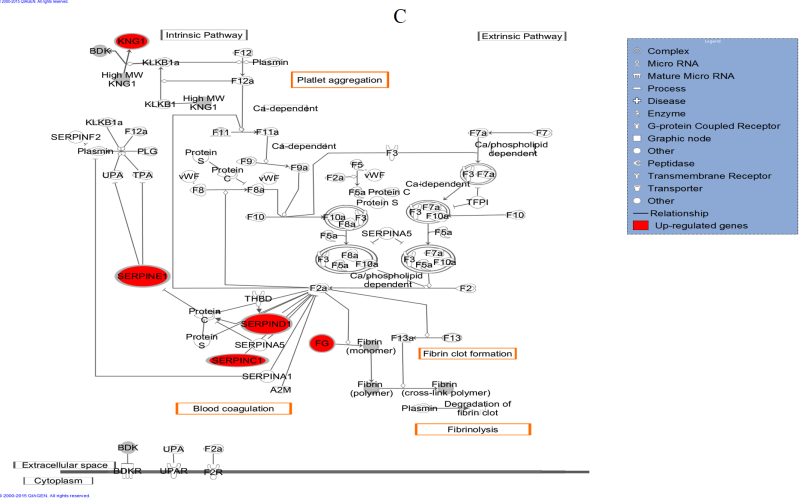 © 2000-2015 QIAGEN. All rights reserved.
C
Intrinsic Pathway
Extrinsic Pathway
KNG1
BDK
KLKB1a
F12
Plasmin
High MW
KNG1
F12a
Platelet aggregation
KLKB1
High MW
KNG1
Ca-dependent
KLKB1a
F12a
SERPINF2
Plasmin
PLG
UPA
TPA
F11
F11a
Ca-dependent
Protein
S
Protein
C
F9
F9a
vWF
vWF
F8
F8a
F3
F5
F2a
vWF
F5a
Protein C
Protein S
F7a
F7
Ca/phospholipid
dependent
F3
F7a
Ca-dependent
TFPI
F10
F10a
F3
F8a
F7a
F3
F10a
F10
F5a
SERPINA5
F5a
F8a
F3
F5a
F10a
F7a
F3
F5a
F10a
Ca/phospholipid
dependent
SERPINE1
F2a
F2
THBD
Protein
C
SERPIND1
Protein
S
SERPINA5
SERPINC1
SERPINA1
A2M
FG
Fibrin
(monomer)
F13a
F13
Fibrin clot formation
Fibrin
(polymer)
Fibrin
(cross-link polymer)
Plasmin
Degradation of
fibrin clot
Blood coagulation
Fibrinolysis
BDK
UPA
F2a
Extracellular space
BDKR
UPAR
F2R
Cytoplasm
© 2000-2015 QIAGEN. All rights reserved.
Legend
Complex
Micro RNA
Mature Micro RNA
Process
Disease
Enzyme
G-protein Coupled Receptor
Graphic node
Other
Peptidase
Transmembrane Receptor
Transporter
Other
Relationship
Up-regulated genes